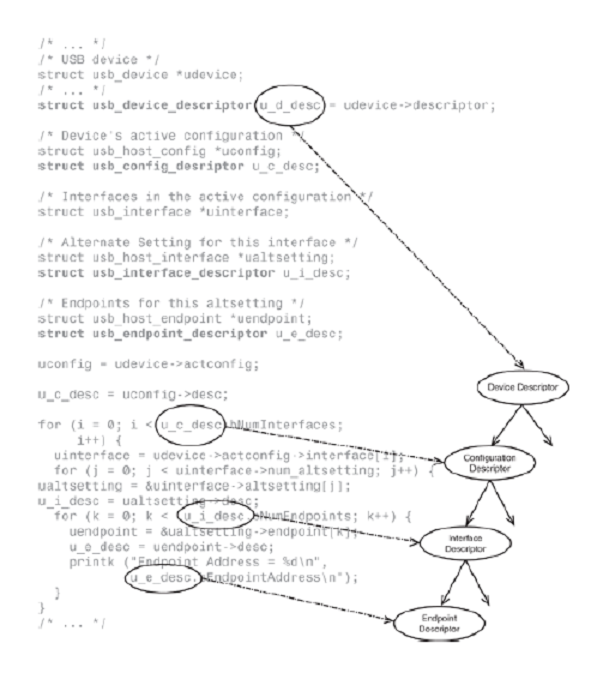 /* ... */
/* USB device */
struct usb_device *udevice;
/* ... */
struct usb_device_descriptor u_d_desc = udevice->descriptor;
/* Device's active configuration */
struct usb_host_config *uconfig;
struct usb_config_desriptor u_c_desc;
/* Interfaces in the active configuration */
struct usb_interface *uinterface;
/* Alternate Setting for this interface */
struct usb_host_interface *ualtsetting;
struct usb_interface_descriptor u_i_desc;
/* Endpoints for this altsetting */
struct usb_host_endpoint *uendpoint;
struct usb_endpoint_descriptor u_e_desc;
uconfig = udevice->actconfig;
u_c_desc = uconfig->desc;
for (i = 0; i < u_c_desc.bNumInterfaces;
i++) {
uinterface = udevice->actconfig->interface[i];
for (j = 0; j < uinterface->num_altsetting; j++) {
ualtsetting = &uinterface->altsetting[j];
u_i_desc = ualtsetting->desc;
for (k = 0; k < u_i_desc.bNumEndpoints; k++) {
uendpoint = &ualtsetting->endpoint[k];
u_e_desc = uendpoint->desc;
printk ("Endpoint Address = %d\n",
u_e_desc.bEndpointAddress\n");
}
}
/* ... */
Device Descriptor
Configuration
Descriptor
Interface
Descriptor
Endpoint
Descriptor